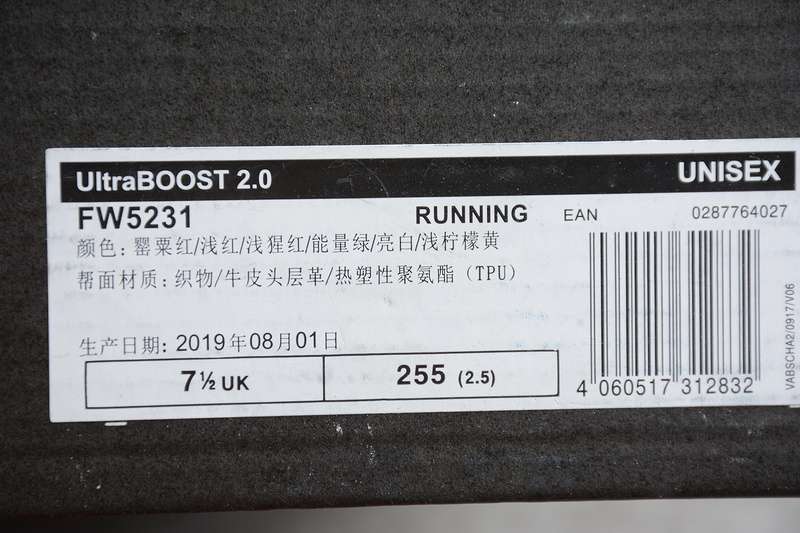 UltraBOOST 2.0 UNISEX
FW5231 RUNNING EAN 0287764027
颜色: 罂粟红/浅红/浅猩红/能量绿/亮白/浅柠檬黄
帮面材质: 织物/牛皮头层革/热塑性聚氨酯（TPU）
生产日期: 2019年08月01日
7½ UK 255 (2.5)
4 060517 312832
VABSCHA2/0917/V06